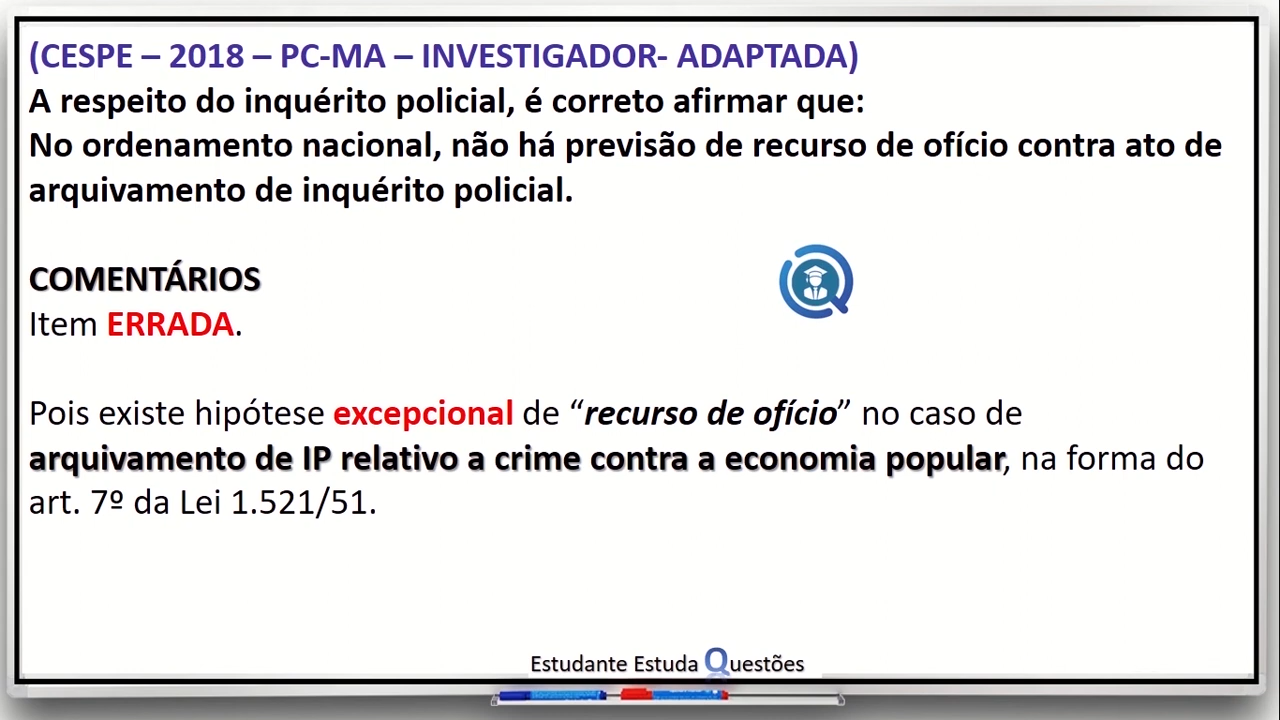 (CESPE – 2018 – PC-MA – INVESTIGADOR- ADAPTADA)
A respeito do inquérito policial, é correto afirmar que:
No ordenamento nacional, não há previsão de recurso de ofício contra ato de
arquivamento de inquérito policial.
COMENTÁRIOS
Item ERRADA.
Pois existe hipótese excepcional de “recurso de ofício” no caso de
arquivamento de IP relativo a crime contra a economia popular, na forma do
art. 7º da Lei 1.521/51.
Estudante Estuda Questões